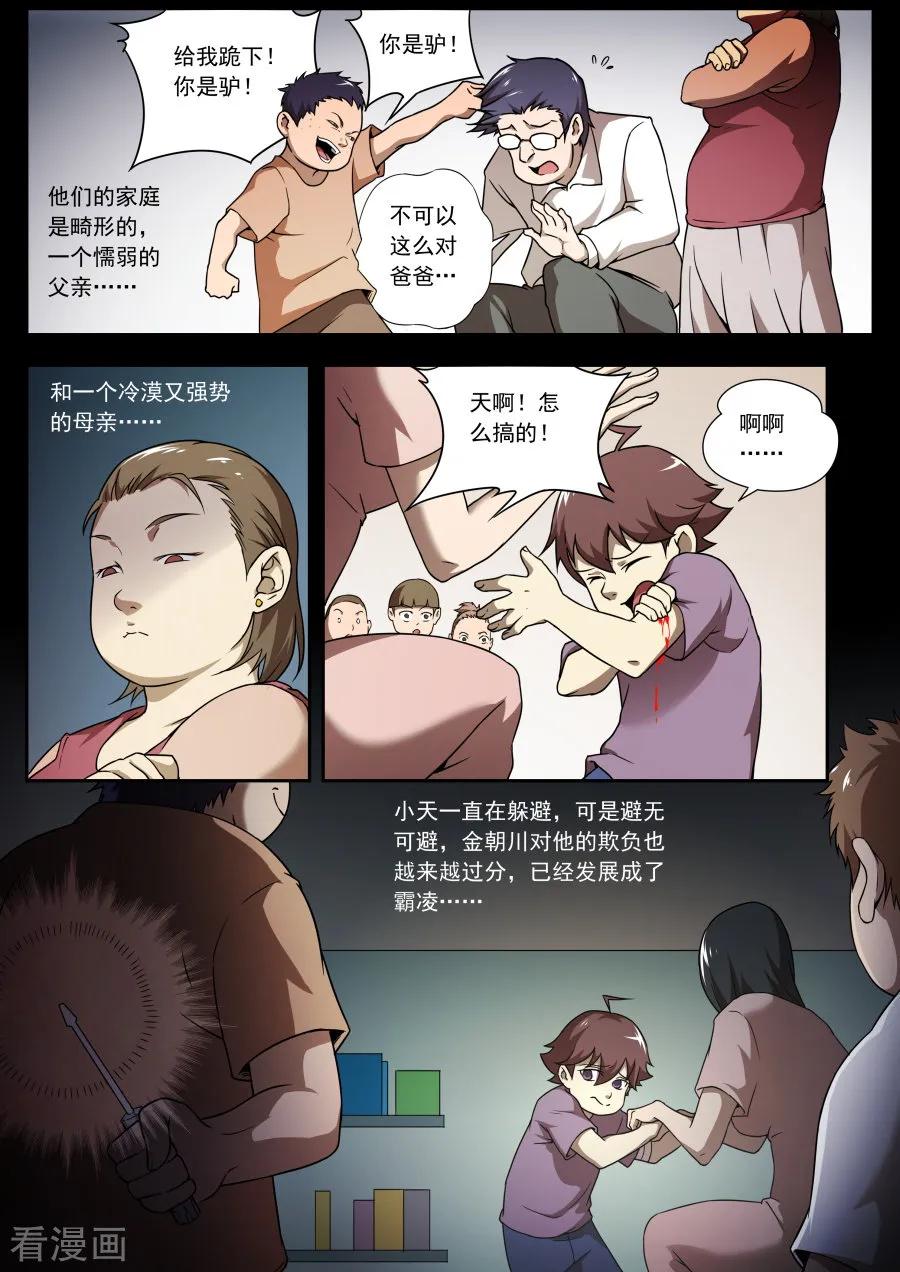 给我跪下！
你是驴！
你是驴！
他们的家庭
是畸形的，
一个懦弱的
父亲······
不可以
这么对
爸爸···
和一个冷漠又强势
的母亲······
天啊！怎
么搞的！
啊啊
······
小天一直在躲避，可是避无
可避，金朝川对他的欺负也
越来越过分，已经发展成了
霸凌······
看漫画